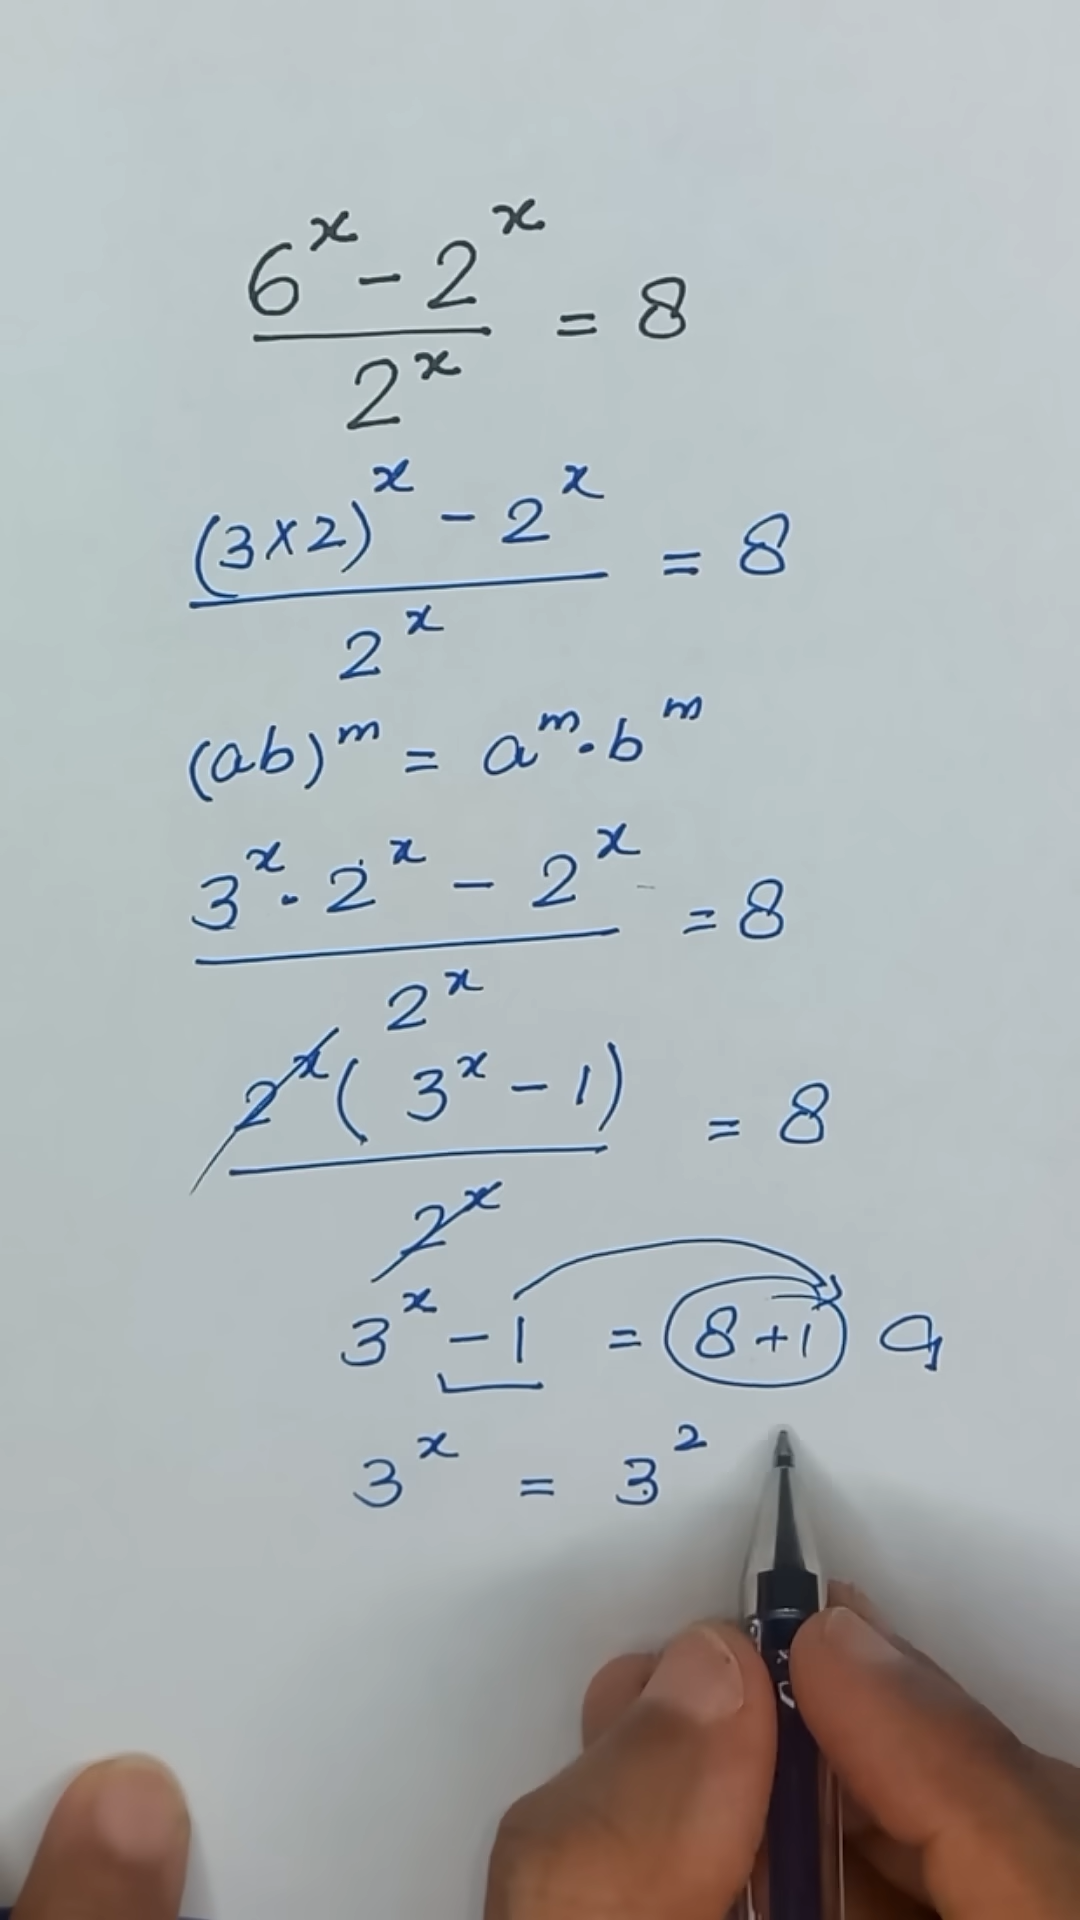 6^x - 2^x
――― = 8
2^x
(3×2)^x - 2^x
――― = 8
2^x
(ab)^m = a^m · b^m
3^x · 2^x - 2^x
――― = 8
2^x
2^x ( 3^x - 1)
――― = 8
2^x
3^x - 1 = 8 + 1 9
3^x = 3^2